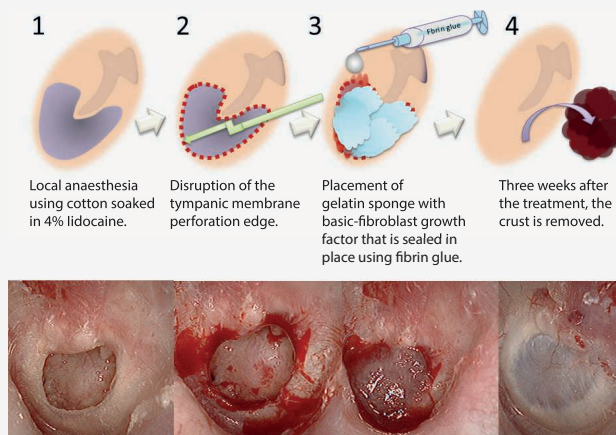 1
2
3
4
Fbrin glue
Local anaesthesia
using cotton soaked
in 4% lidocaine.
Disruption of the
tympanic membrane
perforation edge.
Placement of
gelatin sponge with
basic-fibroblast growth
factor that is sealed in
place using fibrin glue.
Three weeks after
the treatment, the
crust is removed.